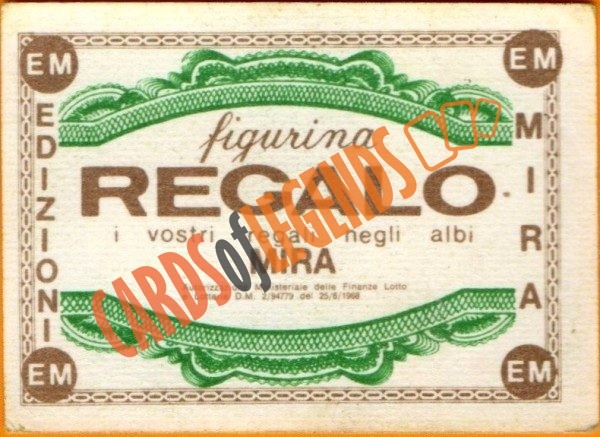 EM
EM
EDIZIONI
MIRA
figurina
REGALO
i vostri regali negli albi
MIRA
Autorizzazione Ministeriale delle Finanze Lotto
e Lotterie D.M. 2/94779 del 25/6/1968
EM
EM
CARDS of LEGENDS